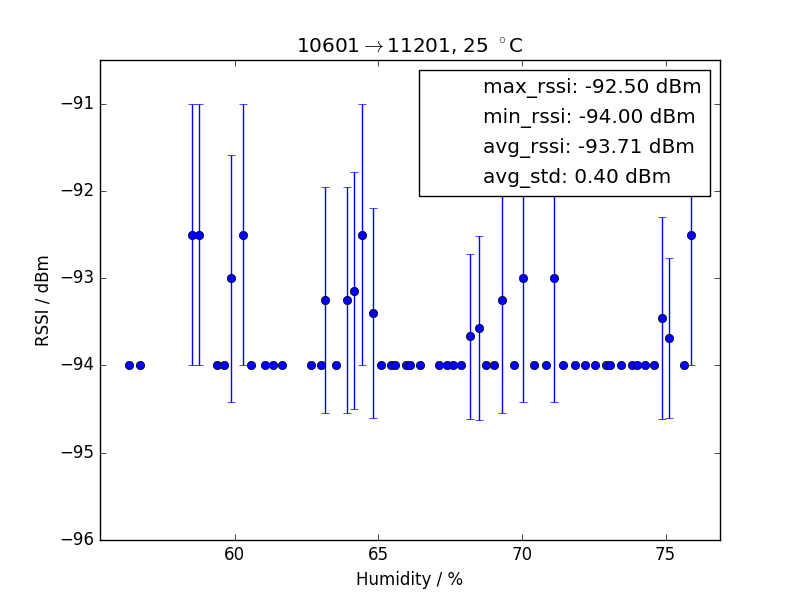 10601→11201, 25 °C
max_rssi: -92.50 dBm
min_rssi: -94.00 dBm
avg_rssi: -93.71 dBm
avg_std: 0.40 dBm
−91
−92
−93
−94
−95
−96
RSSI / dBm
60 65 70 75
Humidity / %